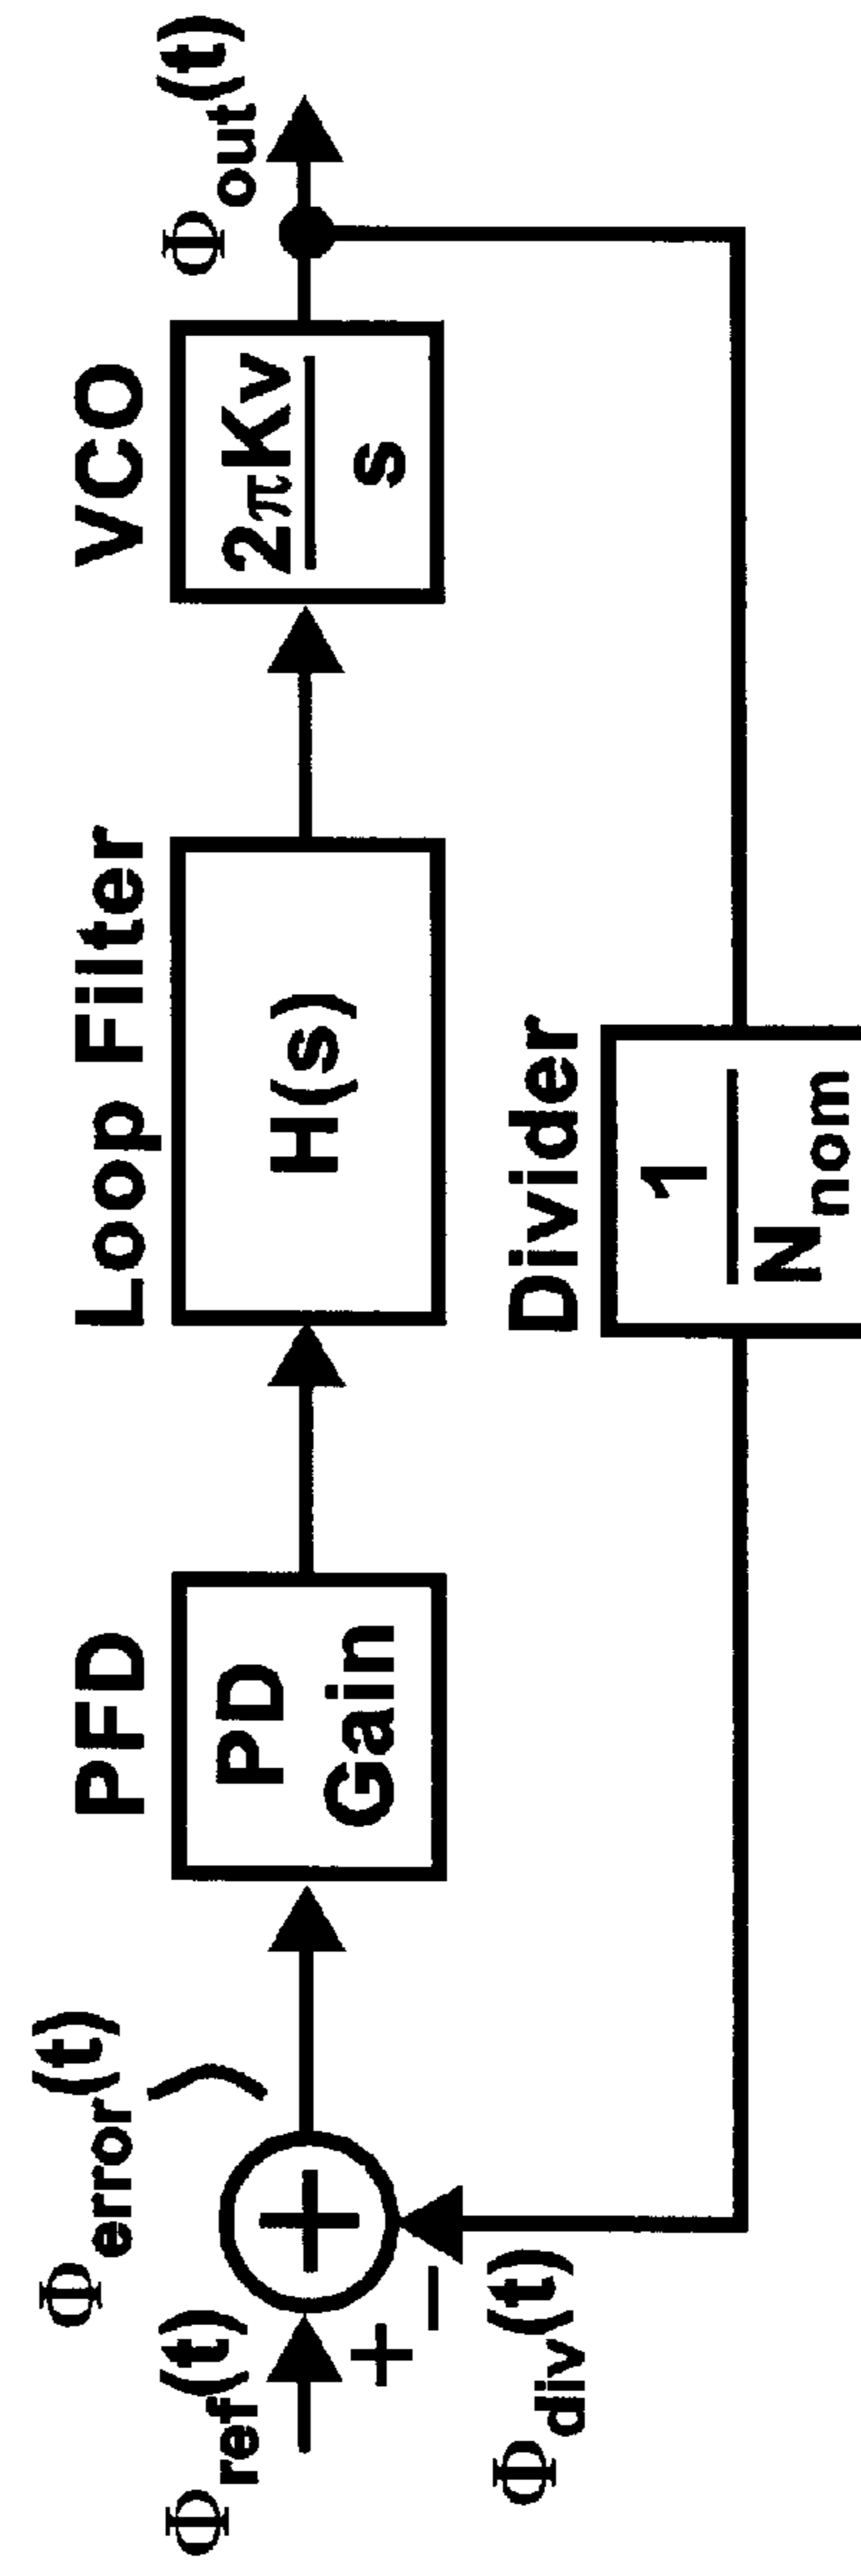 Φref(t)
Φerror(t)
+
+
−
Φdiv(t)
PFD
PD
Gain
Loop Filter
H(s)
VCO
2πKv
s
Φout(t)
Divider
1
Nnom